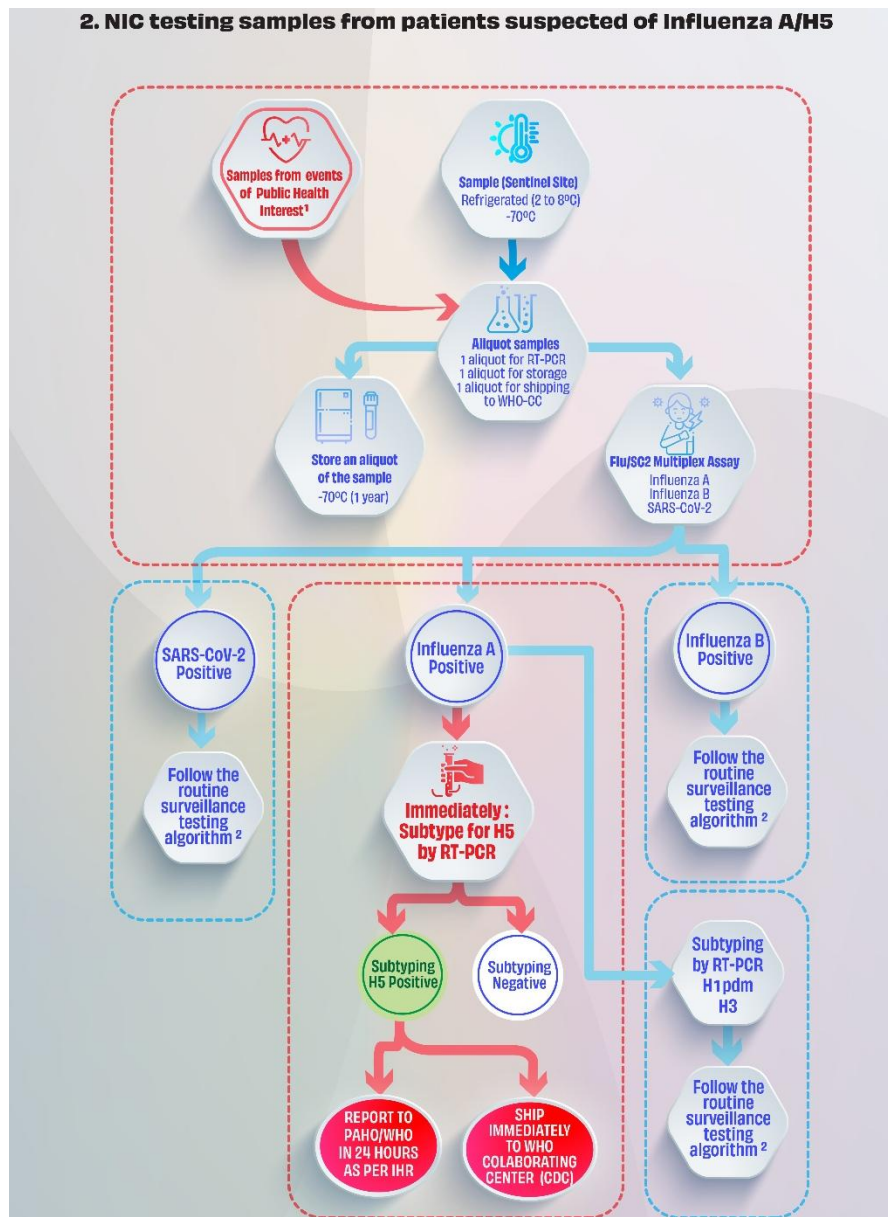 2. NIC testing samples from patients suspected of Influenza A/H5
Samples from events
of Public Health
Interest¹
Sample (Sentinel Site)
Refrigerated (2 to 8ºC)
-70ºC
Aliquot samples
1 aliquot for RT-PCR
1 aliquot for storage
1 aliquot for shipping
to WHO-CC
Store an aliquot
of the sample
-70ºC (1 year)
Flu/SC2 Multiplex Assay
Influenza A
Influenza B
SARS-CoV-2
SARS-CoV-2
Positive
Influenza A
Positive
Influenza B
Positive
Follow the
routine
surveillance
testing
algorithm ²
Immediately :
Subtype for H5
by RT-PCR
Follow the
routine
surveillance
testing
algorithm ²
Subtyping
H5 Positive
Subtyping
Negative
Subtyping
by RT-PCR
H1pdm
H3
REPORT TO
PAHO/WHO
IN 24 HOURS
AS PER IHR
SHIP
IMMEDIATELY
TO WHO
COLABORATING
CENTER (CDC)
Follow the
routine
surveillance
testing
algorithm ²